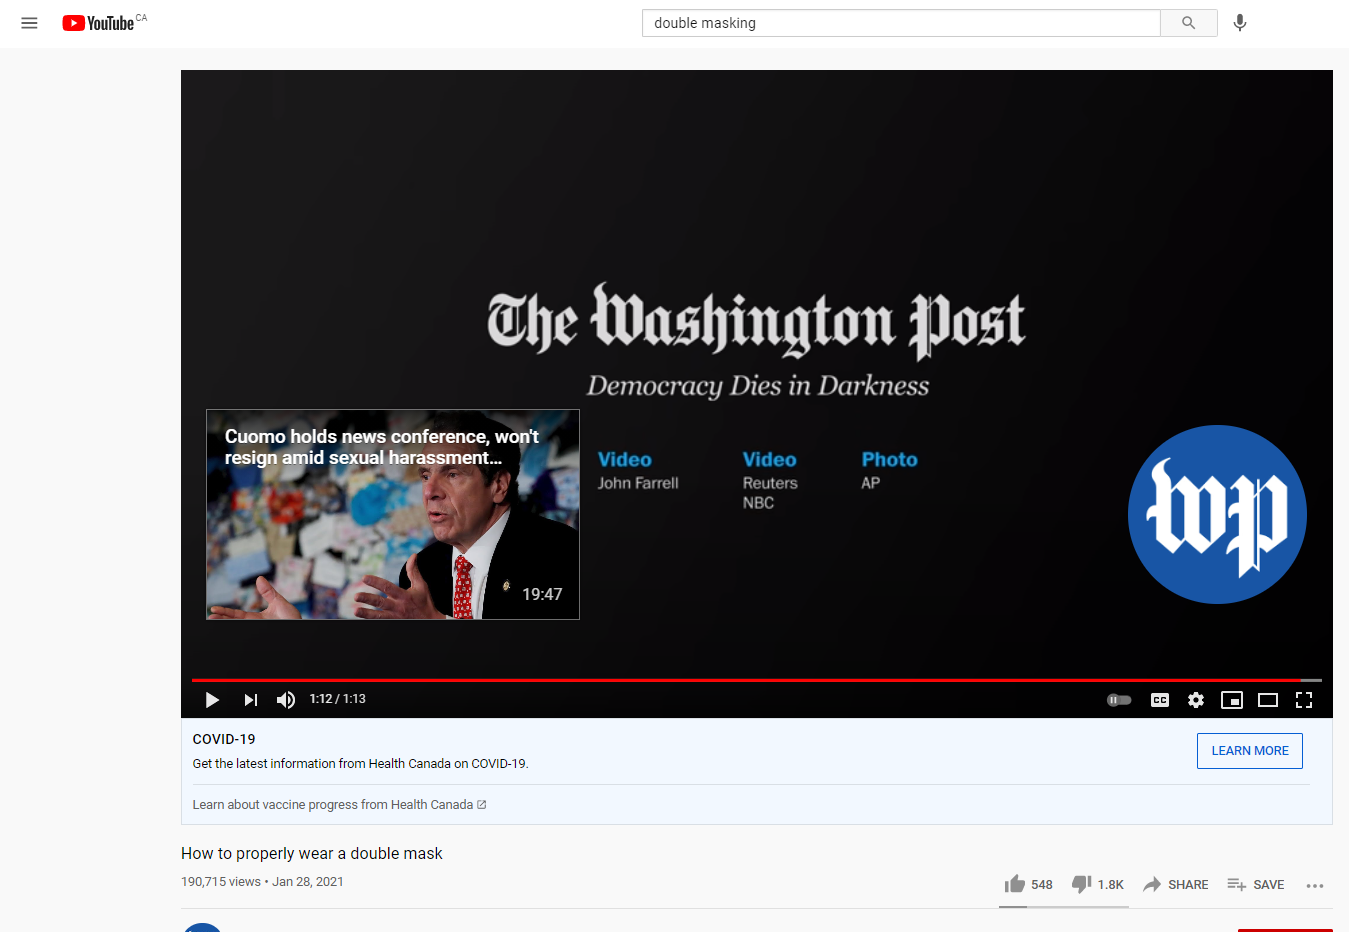 YouTube CA
double masking
The Washington Post
Democracy Dies in Darkness
Cuomo holds news conference, won't
resign amid sexual harassment...
19:47
Video
John Farrell
Video
Reuters
NBC
Photo
AP
wp
1:12 / 1:13
CC
COVID-19
Get the latest information from Health Canada on COVID-19.
LEARN MORE
Learn about vaccine progress from Health Canada
How to properly wear a double mask
190,715 views • Jan 28, 2021
548
1.8K
SHARE
SAVE